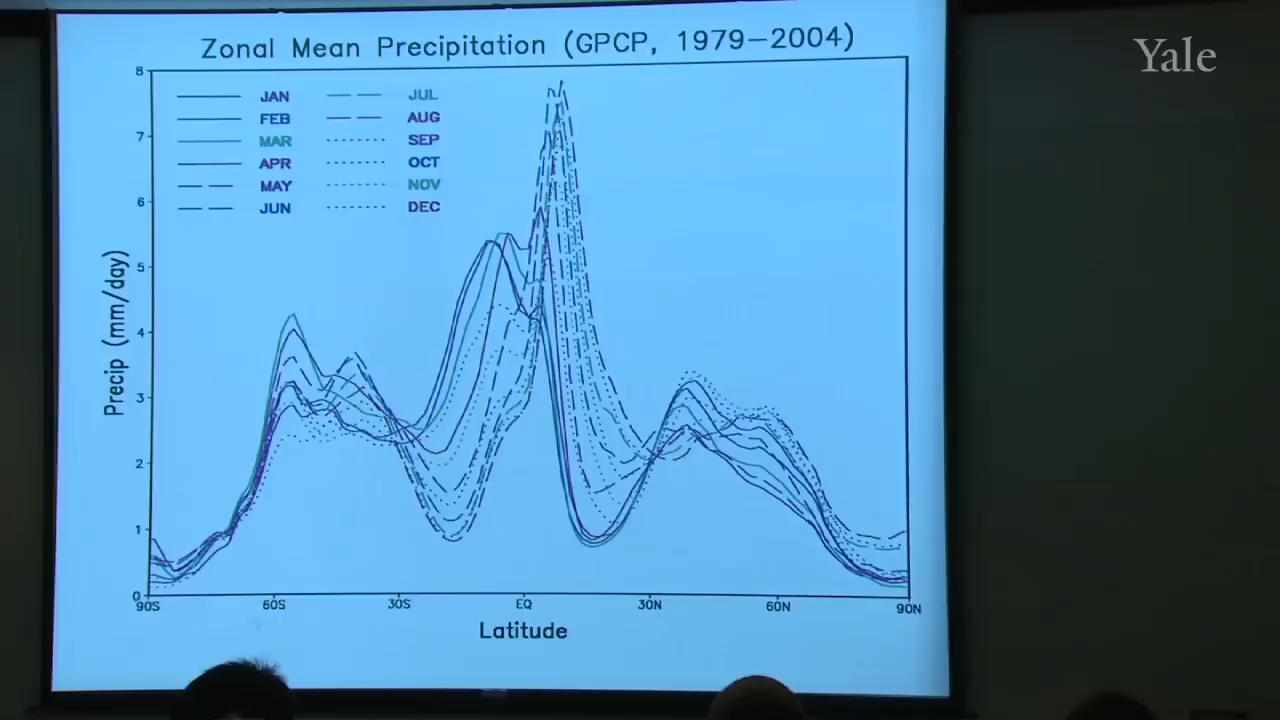 Zonal Mean Precipitation (GPCP, 1979–2004)
Yale
JAN
FEB
MAR
APR
MAY
JUN
JUL
AUG
SEP
OCT
NOV
DEC
Precip (mm/day)
8
7
6
5
4
3
2
1
0
90S 60S 30S EQ 30N 60N 90N
Latitude